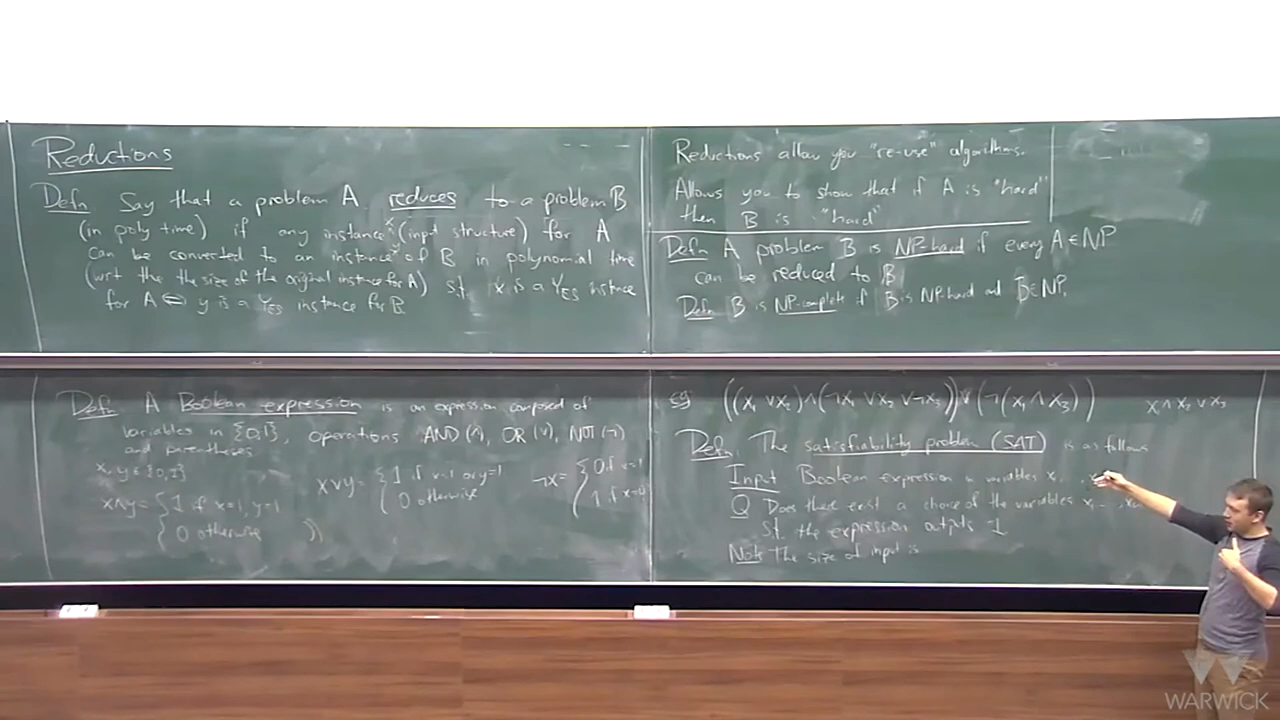 Reductions
Defn Say that a problem A reduces to a problem B
(in poly time) if any instance x (input structure) for A
can be converted to an instance y of B in polynomial time
(wrt the the size of the original instance for A) s.t. x is a YES instance
for A ⇔ y is a YES instance for B
Reductions allow you "re-use" algorithms.
Allows you to show that if A is "hard"
then B is "hard"
Defn A problem B is NP-hard if every A ∈ NP
can be reduced to B
Defn B is NP-complete if B is NP-hard and B ∈ NP.
Defn. A Boolean expression is an expression composed of
variables in {0,1}, operations AND (∧), OR (∨), NOT (¬)
and parentheses
x, y ∈ {0,1}
x∧y = { 1 if x=1, y=1
0 otherwise ))
x∨y = { 1 if x=1 or y=1
0 otherwise
¬x = { 0 if x=1
1 if x=0
eg ((x₁ ∨ x₂) ∧ (¬x₁ ∨ x₂ ∨ ¬x₃)) ∨ (¬(x₁ ∧ x₃)) x₁ ∧ x₂ ∨ x₃
Defn. The satisfiability problem (SAT) is as follows
Input Boolean expression in variables x₁,
Q Does there exist a choice of the variables x₁ - - , xₙ
s.t. the expression outputs 1
Note The size of input is
WARWICK